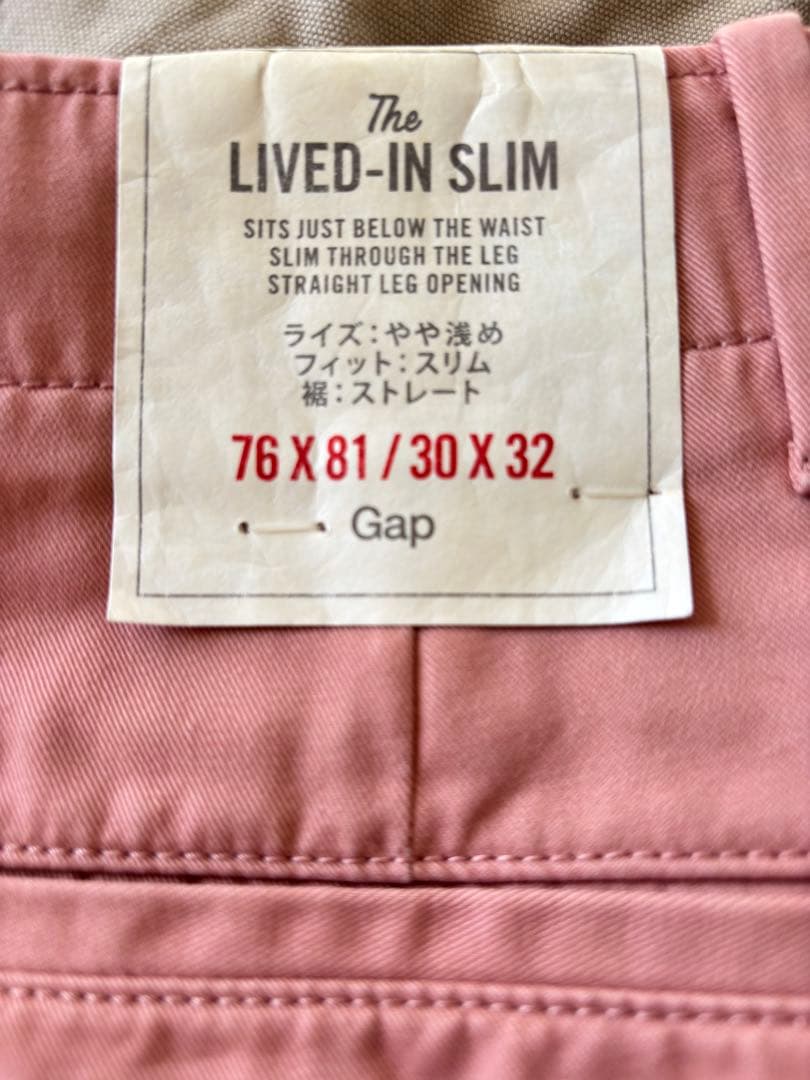 The
LIVED-IN SLIM
SITS JUST BELOW THE WAIST
SLIM THROUGH THE LEG
STRAIGHT LEG OPENING
ライズ：やや浅め
フィット：スリム
裾：ストレート
76 X 81 / 30 X 32
Gap